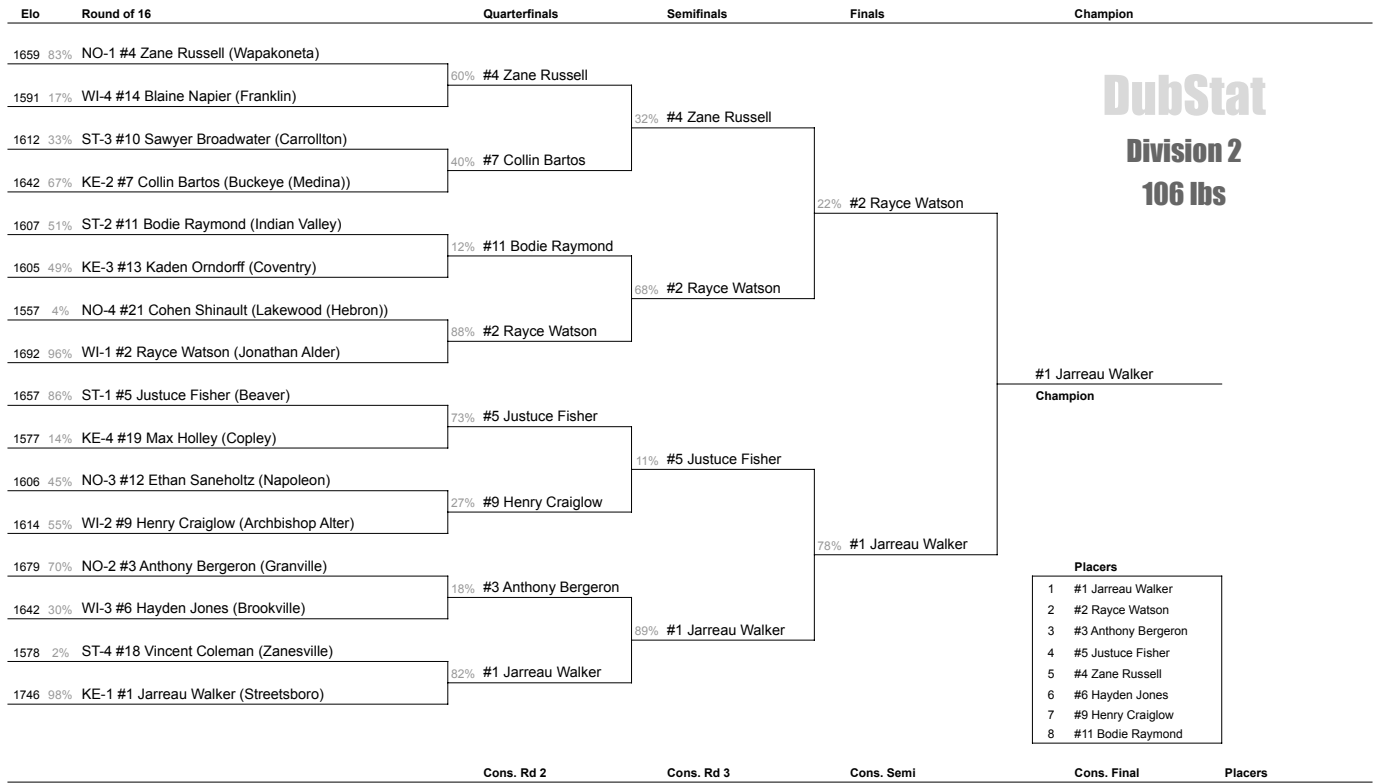 Elo Round of 16 Quarterfinals Semifinals Finals Champion
1659 83% NO-1 #4 Zane Russell (Wapakoneta)
60% #4 Zane Russell
1591 17% WI-4 #14 Blaine Napier (Franklin)
32% #4 Zane Russell
1612 33% ST-3 #10 Sawyer Broadwater (Carrollton)
40% #7 Collin Bartos
1642 67% KE-2 #7 Collin Bartos (Buckeye (Medina))
22% #2 Rayce Watson
1607 51% ST-2 #11 Bodie Raymond (Indian Valley)
12% #11 Bodie Raymond
1605 49% KE-3 #13 Kaden Orndorff (Coventry)
68% #2 Rayce Watson
1557 4% NO-4 #21 Cohen Shinault (Lakewood (Hebron))
88% #2 Rayce Watson
1692 96% WI-1 #2 Rayce Watson (Jonathan Alder)
#1 Jarreau Walker
Champion
1657 86% ST-1 #5 Justuce Fisher (Beaver)
73% #5 Justuce Fisher
1577 14% KE-4 #19 Max Holley (Copley)
11% #5 Justuce Fisher
1606 45% NO-3 #12 Ethan Saneholtz (Napoleon)
27% #9 Henry Craiglow
1614 55% WI-2 #9 Henry Craiglow (Archbishop Alter)
78% #1 Jarreau Walker
1679 70% NO-2 #3 Anthony Bergeron (Granville)
18% #3 Anthony Bergeron
1642 30% WI-3 #6 Hayden Jones (Brookville)
89% #1 Jarreau Walker
1578 2% ST-4 #18 Vincent Coleman (Zanesville)
82% #1 Jarreau Walker
1746 98% KE-1 #1 Jarreau Walker (Streetsboro)
DubStat
Division 2
106 lbs
Placers
1 #1 Jarreau Walker
2 #2 Rayce Watson
3 #3 Anthony Bergeron
4 #5 Justuce Fisher
5 #4 Zane Russell
6 #6 Hayden Jones
7 #9 Henry Craiglow
8 #11 Bodie Raymond
Cons. Rd 2 Cons. Rd 3 Cons. Semi Cons. Final Placers